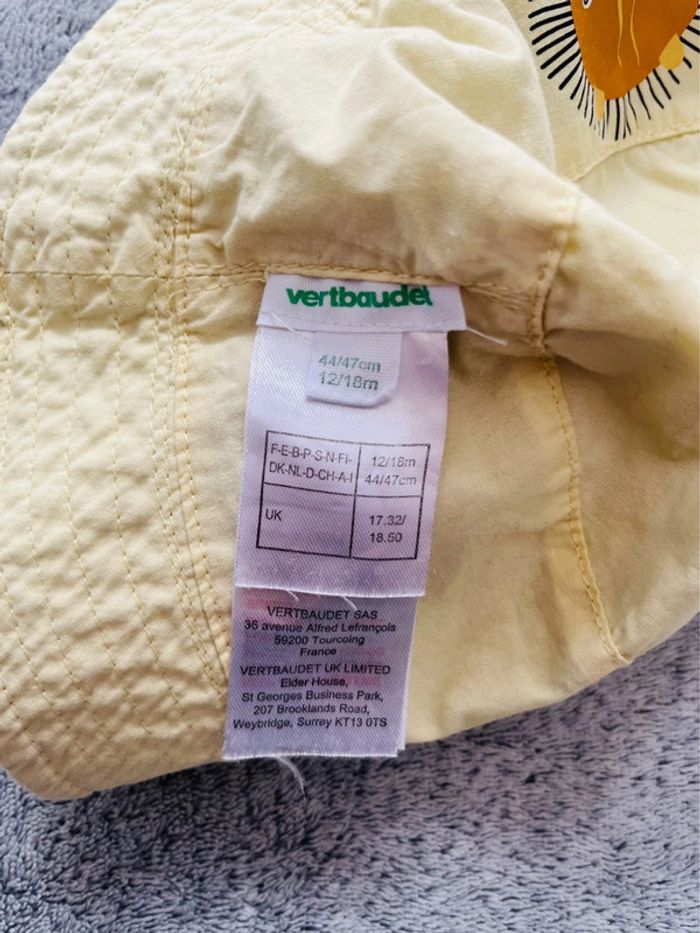 vertbaudet
44/47cm
12/18m
F-E-B-P-S-N-FI-
DK-NL-D-CH-A-I
12/18m
44/47cm
UK
17.32/
18.50
VERTBAUDET SAS
36 avenue Alfred Lefrançois
59200 Tourcoing
France
VERTBAUDET UK LIMITED
Elder House,
St Georges Business Park,
207 Brooklands Road,
Weybridge, Surrey KT13 0TS